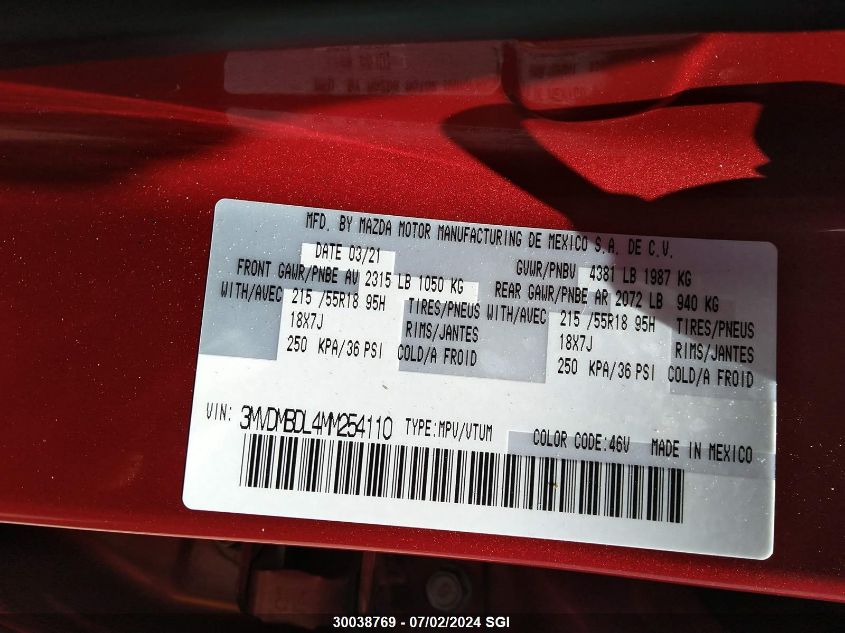 MFD. BY MAZDA MOTOR MANUFACTURING DE MEXICO S.A. DE C.V.
DATE 03/21 GVWR/PNBV 4381 LB 1987 KG
FRONT GAWR/PNBE AV 2315 LB 1050 KG REAR GAWR/PNBE AR 2072 LB 940 KG
WITH/AVEC 215 /55R18 95H TIRES/PNEUS WITH/AVEC 215 /55R18 95H TIRES/PNEUS
18X7J RIMS/JANTES 18X7J RIMS/JANTES
250 KPA/36 PSI COLD/A FROID 250 KPA/36 PSI COLD/A FROID
VIN: 3MVDMBDL4MM254110 TYPE:MPV/VTUM COLOR CODE:46V MADE IN MEXICO
30038769 - 07/02/2024 SGI